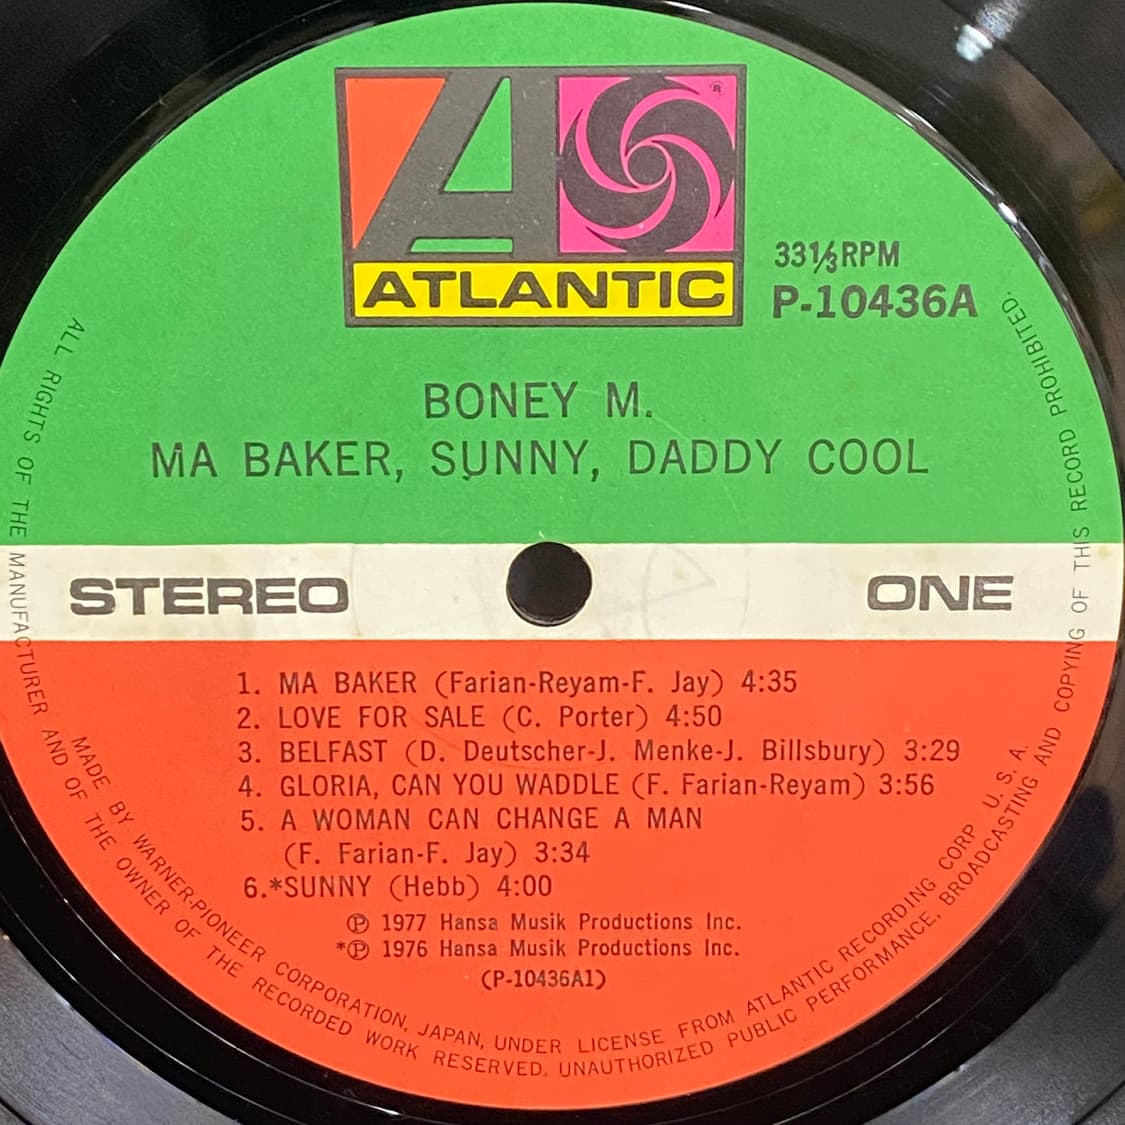 ®
ATLANTIC
33⅓RPM
P-10436A
BONEY M.
MA BAKER, SUNNY, DADDY COOL
STEREO
ONE
1. MA BAKER (Farian-Reyam-F. Jay) 4:35
2. LOVE FOR SALE (C. Porter) 4:50
3. BELFAST (D. Deutscher-J. Menke-J. Billsbury) 3:29
4. GLORIA, CAN YOU WADDLE (F. Farian-Reyam) 3:56
5. A WOMAN CAN CHANGE A MAN
(F. Farian-F. Jay) 3:34
6.*SUNNY (Hebb) 4:00
℗ 1977 Hansa Musik Productions Inc.
*℗ 1976 Hansa Musik Productions Inc.
(P-10436A1)
MADE BY WARNER-PIONEER CORPORATION, JAPAN, UNDER LICENSE FROM ATLANTIC RECORDING CORP U. S. A.
ALL RIGHTS OF THE MANUFACTURER AND OF THE OWNER OF THE RECORDED WORK RESERVED. UNAUTHORIZED PUBLIC PERFORMANCE, BROADCASTING AND COPYING OF THIS RECORD PROHIBITED.